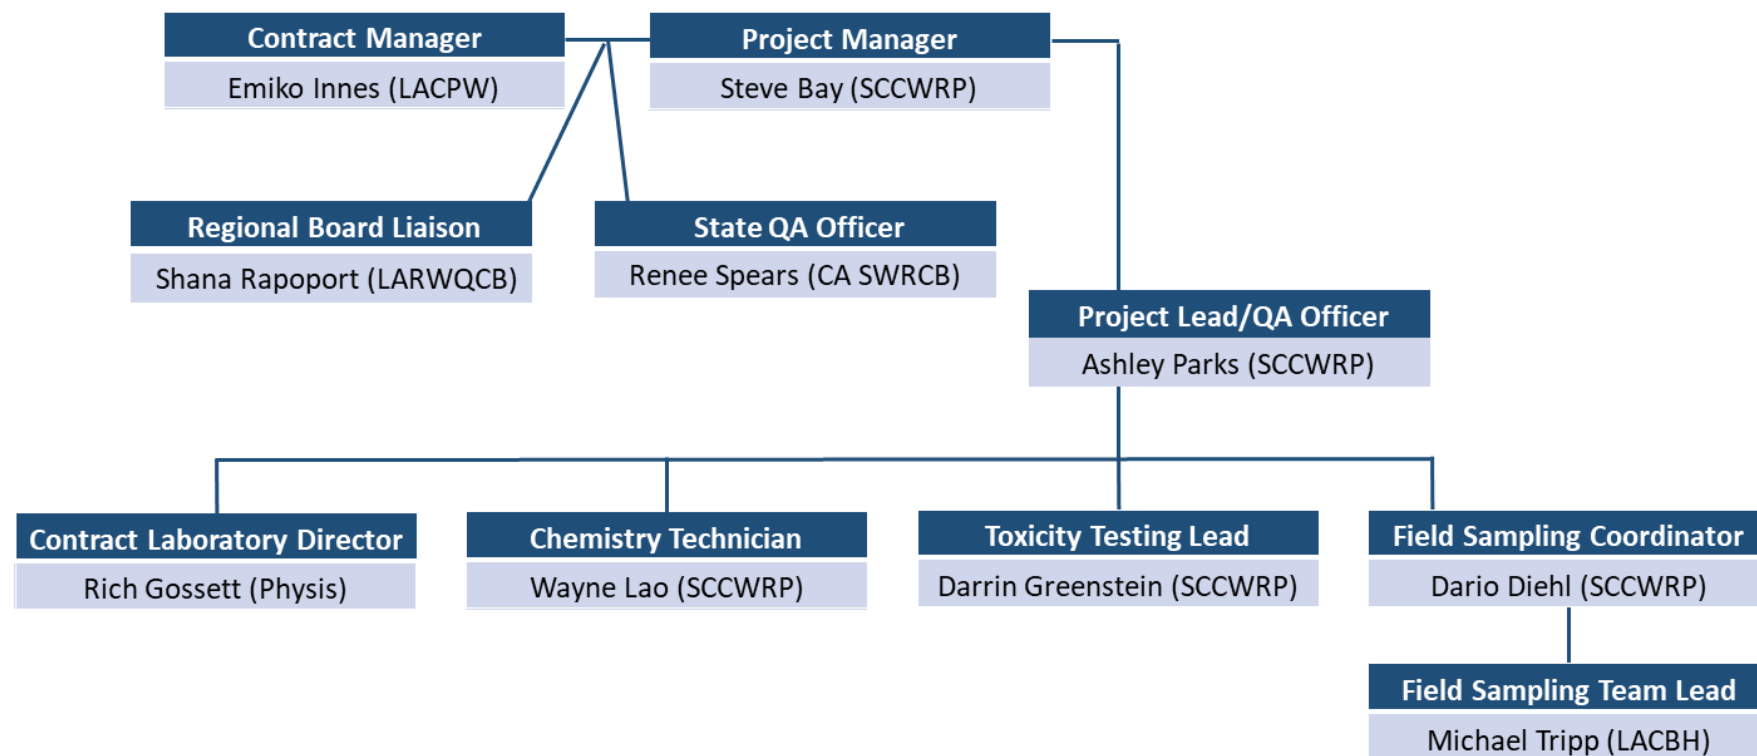 Contract Manager
Emiko Innes (LACPW)
Project Manager
Steve Bay (SCCWRP)
Regional Board Liaison
Shana Rapoport (LARWQCB)
State QA Officer
Renee Spears (CA SWRCB)
Project Lead/QA Officer
Ashley Parks (SCCWRP)
Contract Laboratory Director
Rich Gossett (Physis)
Chemistry Technician
Wayne Lao (SCCWRP)
Toxicity Testing Lead
Darrin Greenstein (SCCWRP)
Field Sampling Coordinator
Dario Diehl (SCCWRP)
Field Sampling Team Lead
Michael Tripp (LACBH)